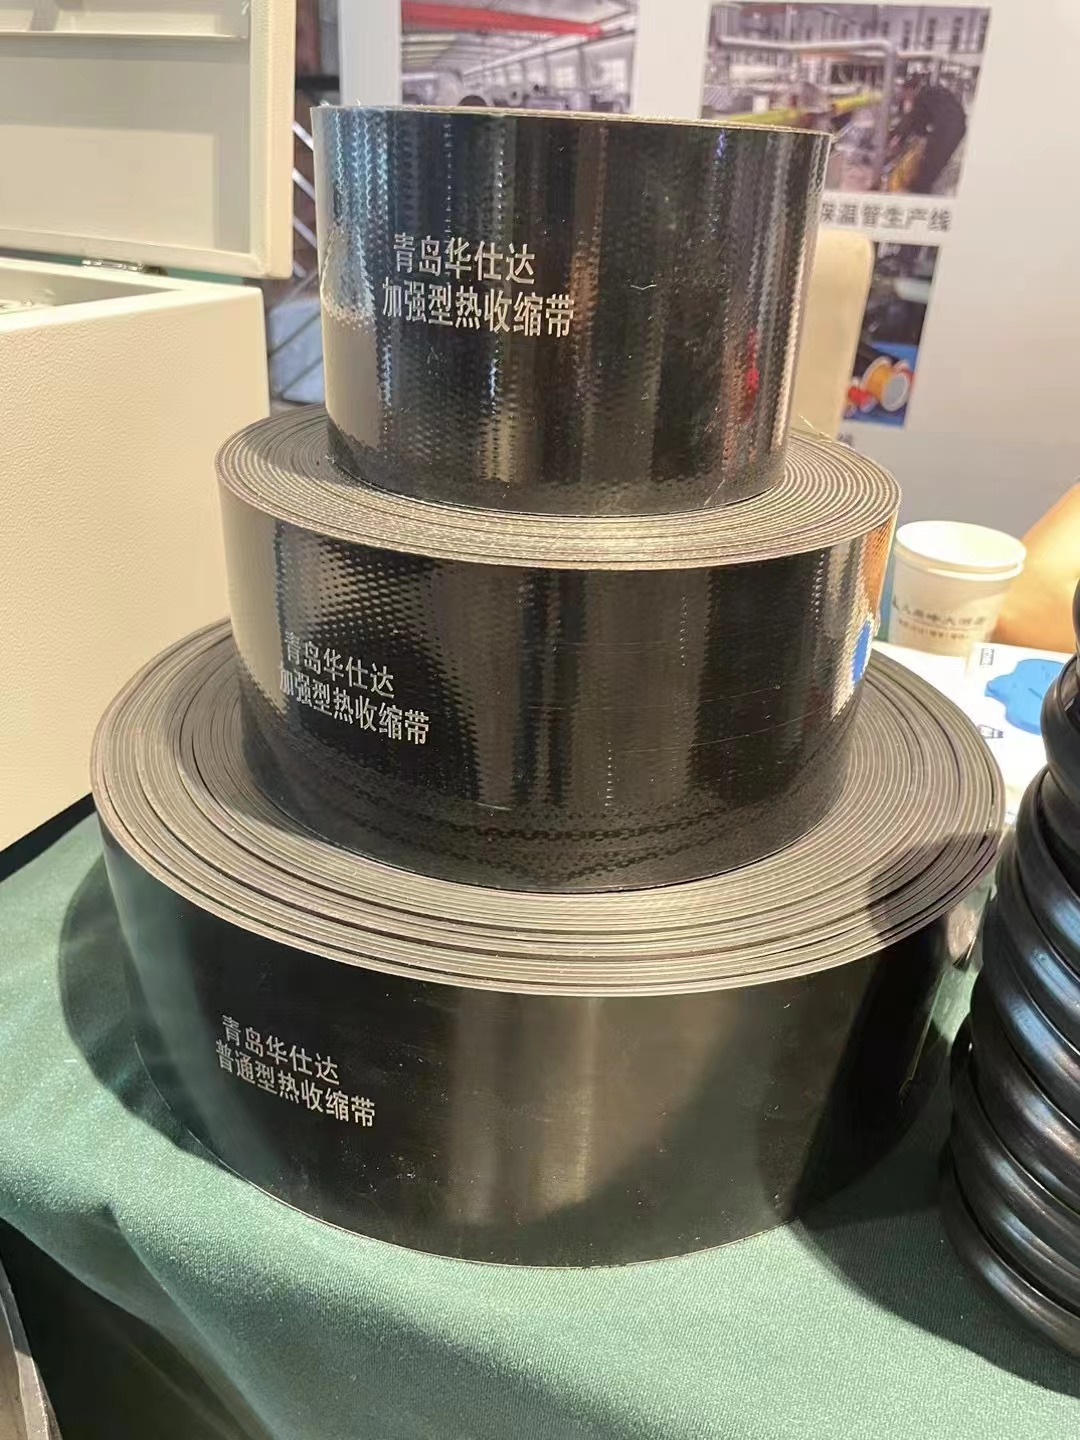 青岛华仕达
加强型热收缩带
保温管生产线
线
青岛华仕达
加强型热收缩带
青岛华仕达
普通型热收缩带